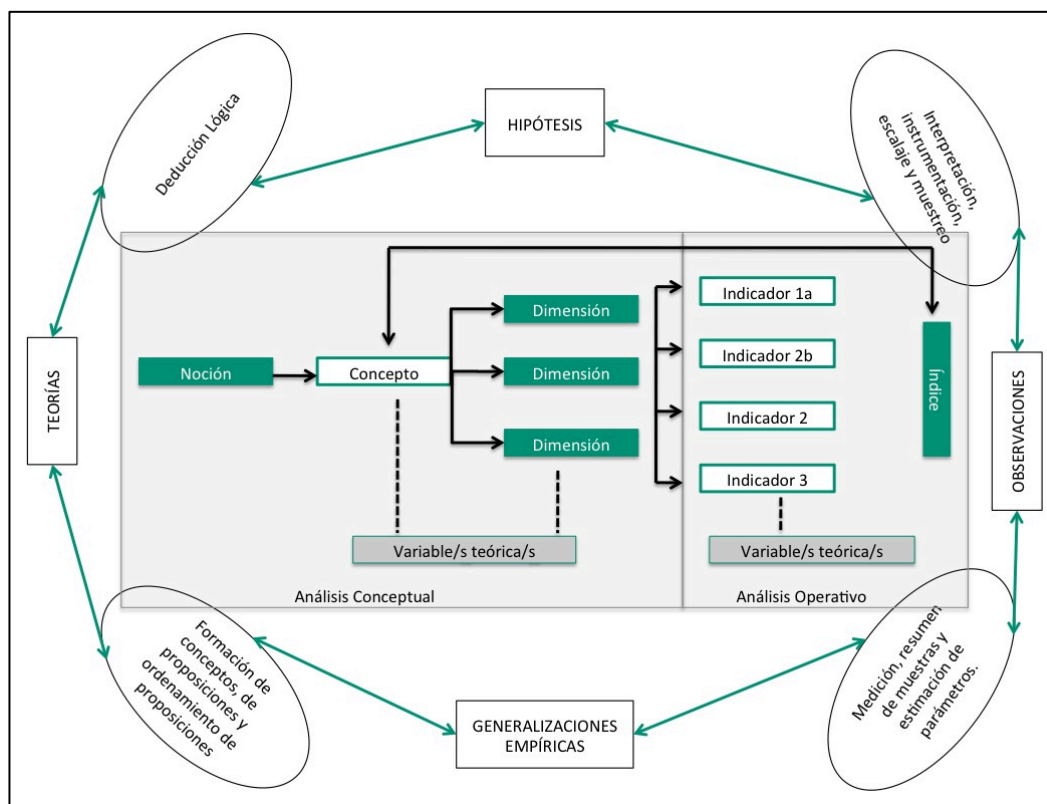 Deducción Lógica
HIPÓTESIS
Interpretación,
instrumentación,
escalaje y muestreo
TEORÍAS
Noción
Concepto
Dimensión
Dimensión
Dimensión
Indicador 1a
Indicador 2b
Indicador 2
Indicador 3
Índice
OBSERVACIONES
Variable/s teórica/s
Variable/s teórica/s
Análisis Conceptual
Análisis Operativo
Formación de
conceptos, de
proposiciones y
ordenamiento de
proposiciones
GENERALIZACIONES
EMPÍRICAS
Medición, resumen
de muestras y
estimación de
parámetros.